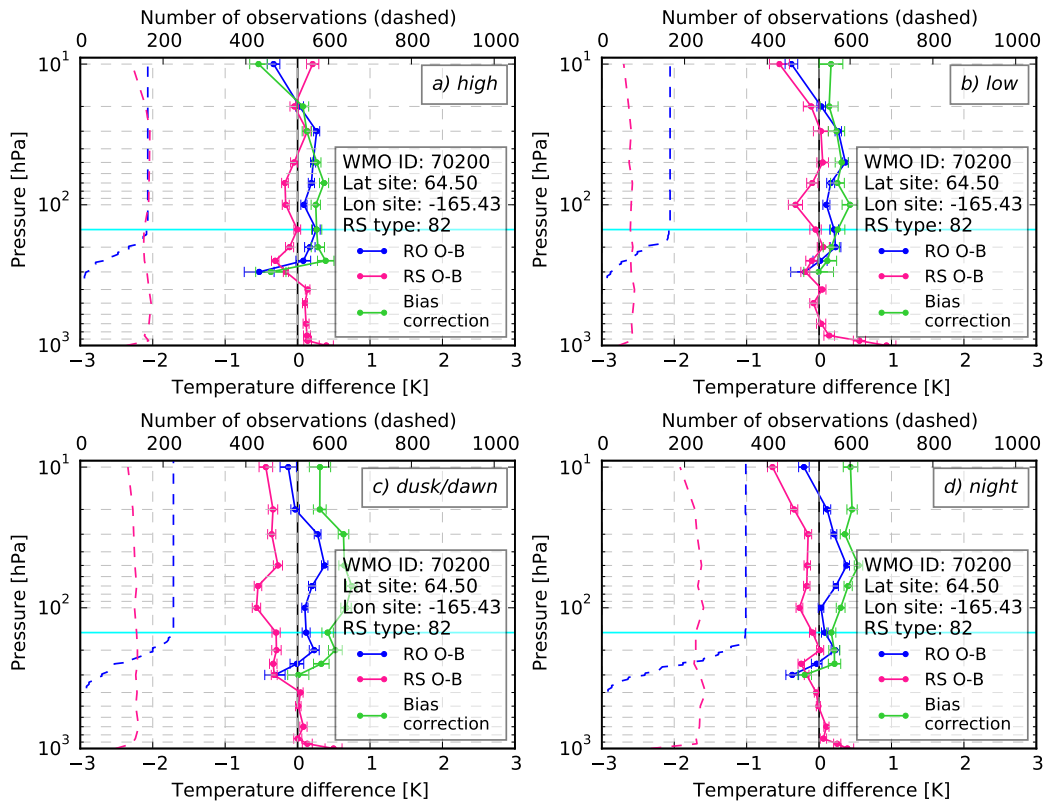 Number of observations (dashed)
0 200 400 600 800 1000
10¹
10²
10³
Pressure [hPa]
a) high
WMO ID: 70200
Lat site: 64.50
Lon site: -165.43
RS type: 82
RO O-B
RS O-B
Bias
correction
−3 −2 −1 0 1 2 3
Temperature difference [K]
Number of observations (dashed)
0 200 400 600 800 1000
10¹
10²
10³
Pressure [hPa]
b) low
WMO ID: 70200
Lat site: 64.50
Lon site: -165.43
RS type: 82
RO O-B
RS O-B
Bias
correction
−3 −2 −1 0 1 2 3
Temperature difference [K]
Number of observations (dashed)
0 200 400 600 800 1000
10¹
10²
10³
Pressure [hPa]
c) dusk/dawn
WMO ID: 70200
Lat site: 64.50
Lon site: -165.43
RS type: 82
RO O-B
RS O-B
Bias
correction
−3 −2 −1 0 1 2 3
Temperature difference [K]
Number of observations (dashed)
0 200 400 600 800 1000
10¹
10²
10³
Pressure [hPa]
d) night
WMO ID: 70200
Lat site: 64.50
Lon site: -165.43
RS type: 82
RO O-B
RS O-B
Bias
correction
−3 −2 −1 0 1 2 3
Temperature difference [K]